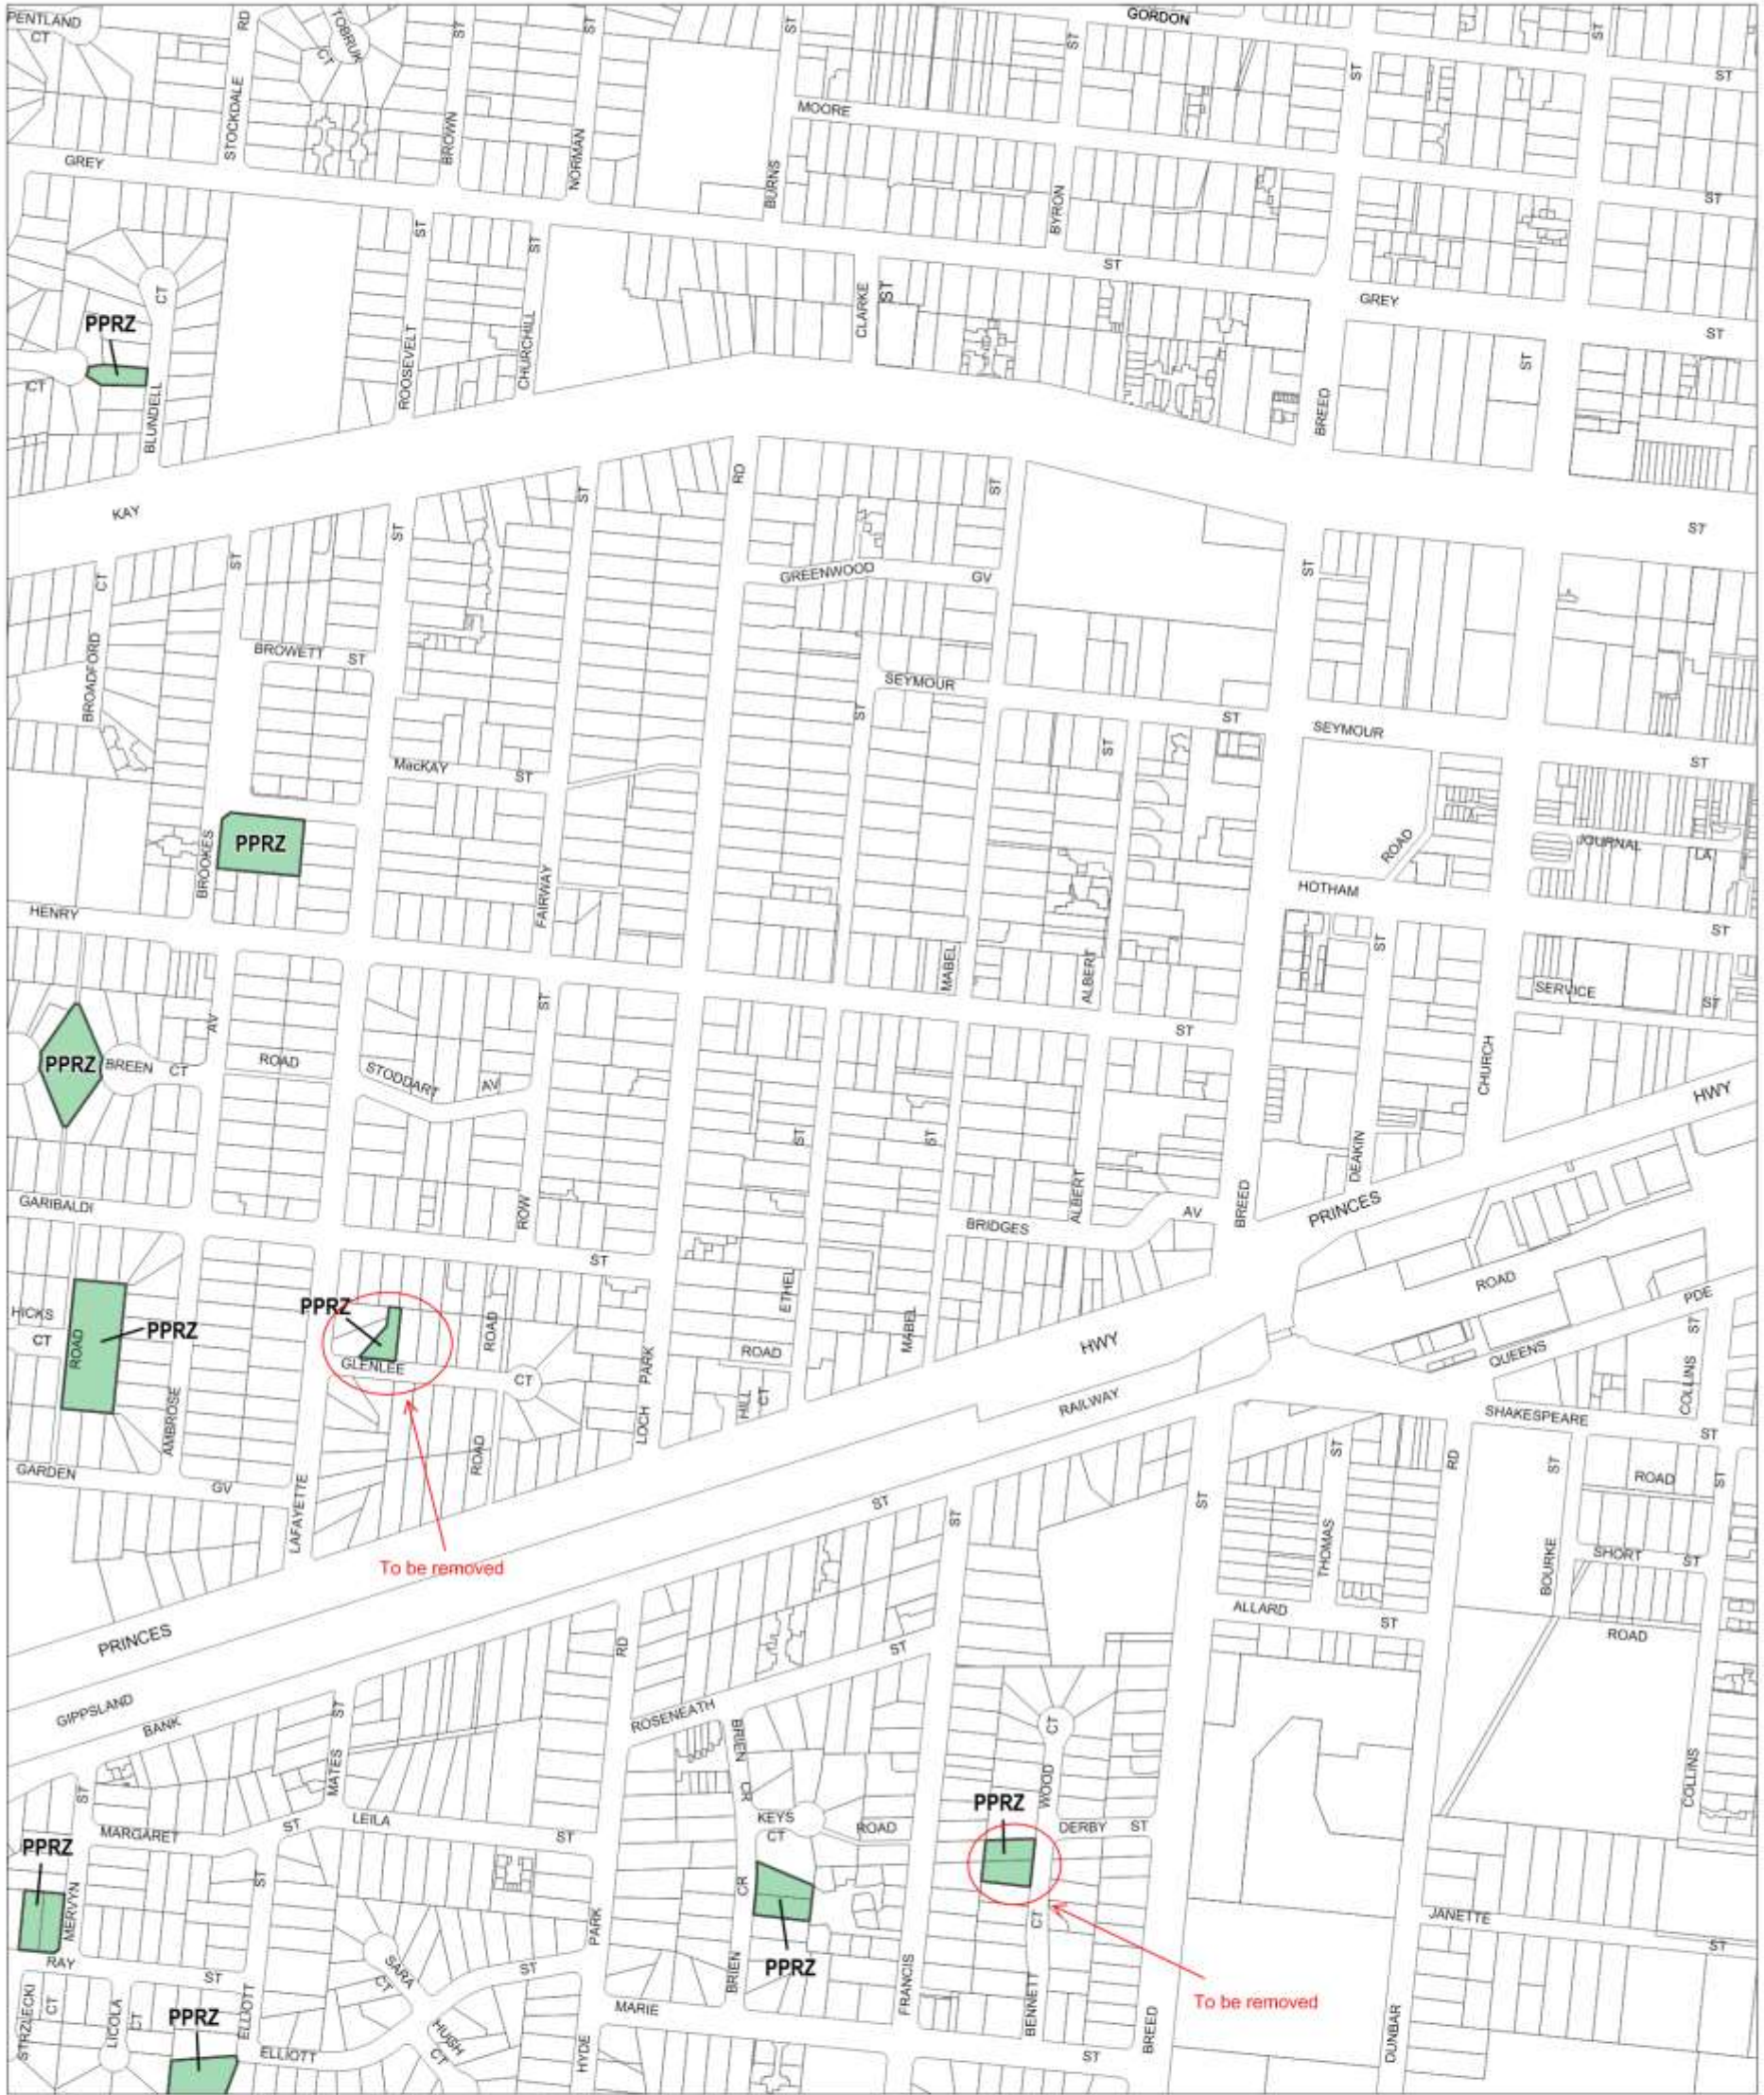 PENTLAND
CT
RD
TOBRUK
CT
ST
ST
ST
GORDON
ST
ST
ST
ST
STOCKDALE
BROWN
NORMAN
MOORE
BURNS
BYRON
GREY
ST
ST
ST
ST
GREY
ST
CT
PPRZ
CT
BLUNDELL
ROOSEVELT
CHURCHILL
CLARKE
ST
ST
BREED
KAY
ST
ST
ST
RD
ST
ST
ST
CT
BROADFORD
GREENWOOD
GV
BROWETT
ST
SEYMOUR
ST
ST
ST
SEYMOUR
ST
MacKAY
ST
PPRZ
BROOKES
ROAD
JOURNAL
LA
HOTHAM
ST
HENRY
FAIRWAY
MABEL
ALBERT
ST
SERVICE
ST
AV
ST
ST
PPRZ
BREEN
CT
ROAD
STODDART
AV
CHURCH
HWY
ST
ST
DEAKIN
GARIBALDI
ROW
ALBERT
BREED
PRINCES
BRIDGES
AV
ST
HICKS
CT
ROAD
PPRZ
PPRZ
GLENLEE
ROAD
CT
ETHEL
ROAD
MABEL
HWY
ROAD
PDE
QUEENS
ST
COLLINS
AMBROSE
ROAD
LOCH
PARK
HILL
CT
RAILWAY
SHAKESPEARE
ST
GARDEN
GV
LAFAYETTE
ST
ST
ST
ST
RD
ST
ROAD
ST
To be removed
THOMAS
BOURKE
SHORT
ST
ALLARD
ST
ROAD
PRINCES
RD
ST
GIPPSLAND
BANK
ST
ROSENEATH
BRIEN
CR
CT
WOOD
MATES
ST
COLLINS
MARGARET
ST
LEILA
ST
KEYS
CT
ROAD
PPRZ
DERBY
ST
PPRZ
MERVYN
ST
CR
CT
JANETTE
ST
RAY
ST
SARA
CT
ST
PARK
BRIEN
PPRZ
FRANCIS
BENNETT
To be removed
STRZLECKI
CT
LICOLA
CT
PPRZ
ELLIOTT
ELLIOTT
HUGH
CT
HYDE
MARIE
ST
BREED
DUNBAR